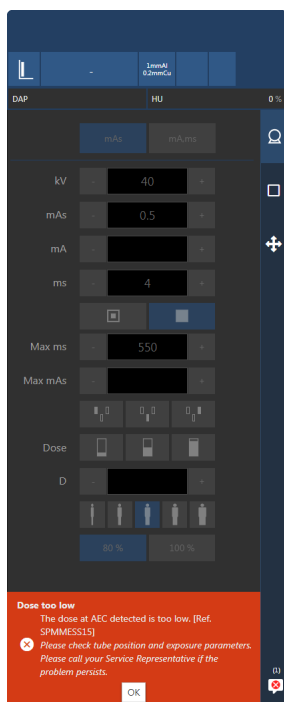 -
1mmAl
0.2mmCu
DAP HU 0 %
mAs mA,ms
kV - 40 +
mAs - 0.5 +
mA - +
ms - 4 +
Max ms - 550 +
Max mAs - +
Dose
D - +
80 % 100 %
Dose too low
The dose at AEC detected is too low. [Ref.
SPMMESS15]
Please check tube position and exposure parameters.
Please call your Service Representative if the
problem persists.
(1)
OK